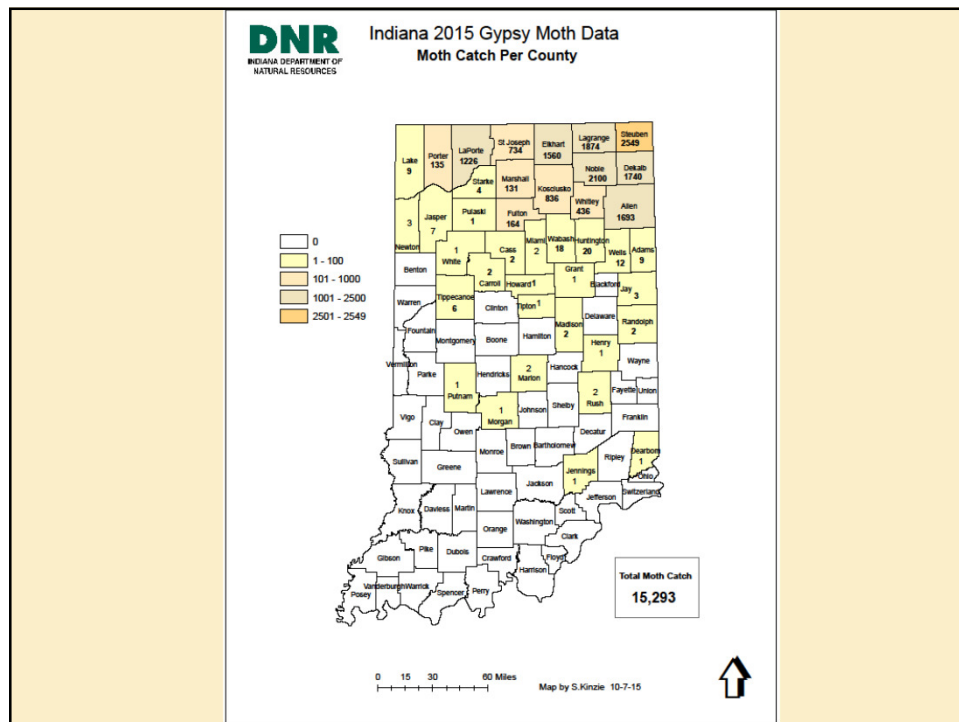 DNR
INDIANA DEPARTMENT OF
NATURAL RESOURCES
Indiana 2015 Gypsy Moth Data
Moth Catch Per County
Lake
9
Porter
135
LaPorte
1226
St Joseph
734
Elkhart
1560
Lagrange
1874
Steuben
2549
Noble
2100
Dekalb
1740
Starke
4
Marshall
131
Kosciusko
836
Whitley
436
Allen
1693
3
Newton
Jasper
7
Pulaski
1
Fulton
164
1
White
Cass
2
Miami
2
Wabash
18
Huntington
20
Wells
12
Adams
9
Benton
2
Carroll
Howard 1
Grant
1
Blackford
Jay
3
Warren
Tippecanoe
6
Clinton
Tipton 1
Madison
2
Delaware
Randolph
2
Fountain
Montgomery
Boone
Hamilton
Henry
1
Wayne
Vermillion
Parke
1
Putnam
Hendricks
2
Marion
Hancock
2
Rush
Fayette
Union
Vigo
Clay
Owen
1
Morgan
Johnson
Shelby
Decatur
Franklin
Sullivan
Greene
Monroe
Brown
Bartholomew
Jennings
1
Ripley
Dearborn
1
Ohio
Switzerland
Jefferson
Knox
Daviess
Martin
Lawrence
Jackson
Scott
Orange
Washington
Clark
Gibson
Pike
Dubois
Crawford
Floyd
Harrison
Posey
Vanderburgh
Warrick
Spencer
Perry
0
1 - 100
101 - 1000
1001 - 2500
2501 - 2549
Total Moth Catch
15,293
0 15 30 60 Miles
Map by S.Kinzie 10-7-15